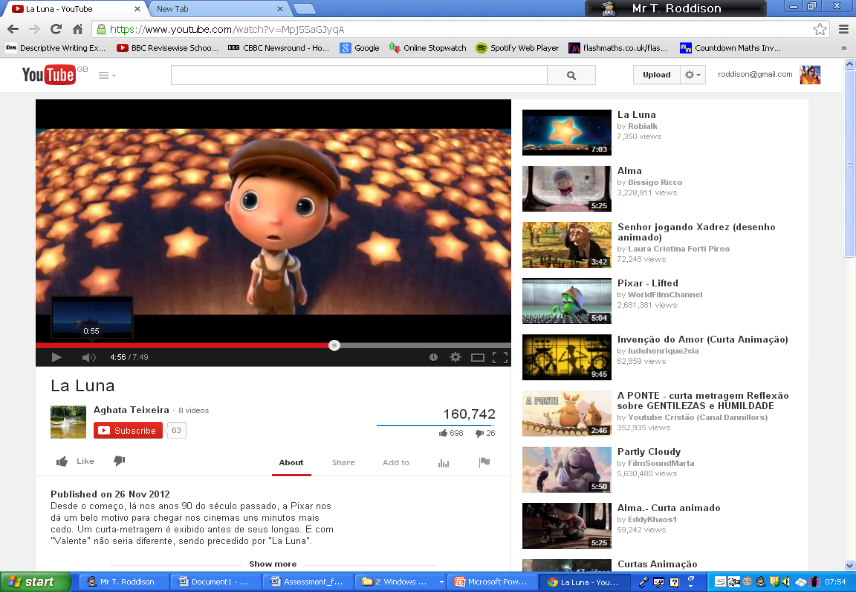 La Luna - YouTube
New Tab
Mr T. Roddison
https://www.youtube.com/watch?v=Mpj5SaGJyqA
Descriptive Writing Ex...
BBC Revisewise Schoo...
CBBC Newsround - Ho...
Google
Online Stopwatch
Spotify Web Player
flashmaths.co.uk/flas...
Countdown Maths Inv...
YouTube GB
Upload
roddison@gmail.com
0:55
4:56 / 7:49
La Luna
Aghata Teixeira · 8 videos
Subscribe 63
160,742
698 26
Like
About Share Add to
Published on 26 Nov 2012
Desde o começo, lá nos anos 90 do século passado, a Pixar nos
dá um belo motivo para chegar nos cinemas uns minutos mais
cedo. Um curta-metragem é exibido antes de seus longas. E com
"Valente" não seria diferente, sendo precedido por "La Luna".
Show more
La Luna
by Robialk
7,350 views
7:03
Alma
by Bissigo Ricco
3,228,911 views
5:25
Senhor jogando Xadrez (desenho
animado)
by Laura Cristina Forti Pires
72,248 views
3:42
Pixar - Lifted
by WorldFilmChannel
2,681,381 views
5:04
Invenção do Amor (Curta Animação)
by ludehenrique2cia
62,859 views
9:45
A PONTE
A PONTE - curta metragem Reflexão
sobre GENTILEZAS e HUMILDADE
by Youtube Cristão (Canal Dannillors)
352,935 views
2:46
Partly Cloudy
by FilmSoundMarta
5,630,480 views
5:50
Alma.- Curta animado
by EddyKhaos1
59,242 views
5:25
Curtas Animação
start
Mr T. Roddison
Document1 - ...
Assessment_f...
2 Windows ...
Microsoft Pow...
La Luna - You...
07:54